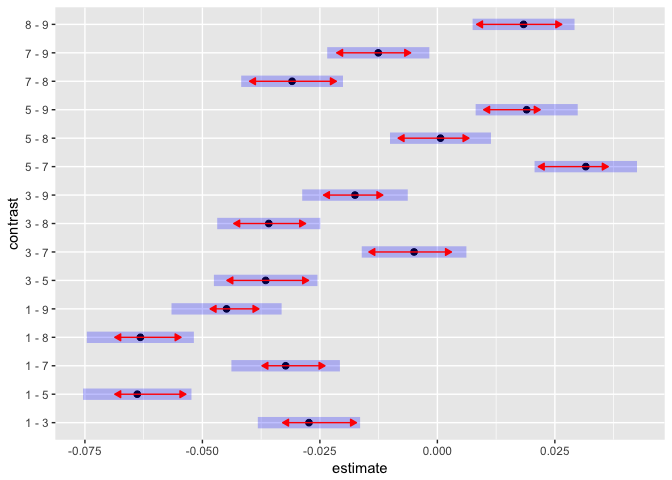 8 - 9
7 - 9
7 - 8
5 - 9
5 - 8
5 - 7
3 - 9
3 - 8
3 - 7
3 - 5
1 - 9
1 - 8
1 - 7
1 - 5
1 - 3
contrast
-0.075 -0.050 -0.025 0.000 0.025
estimate